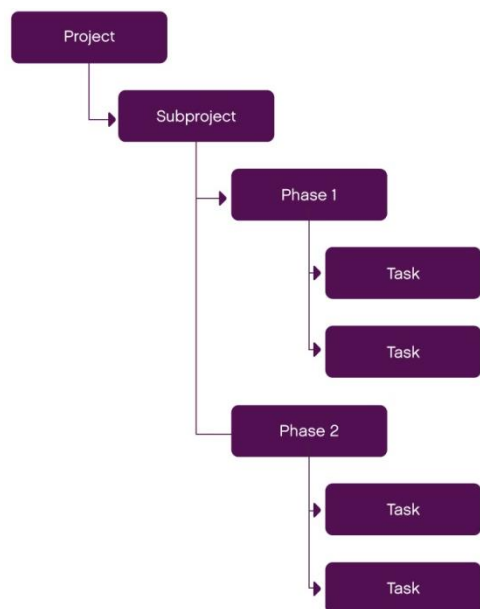 Project
Subproject
Phase 1
Task
Task
Phase 2
Task
Task